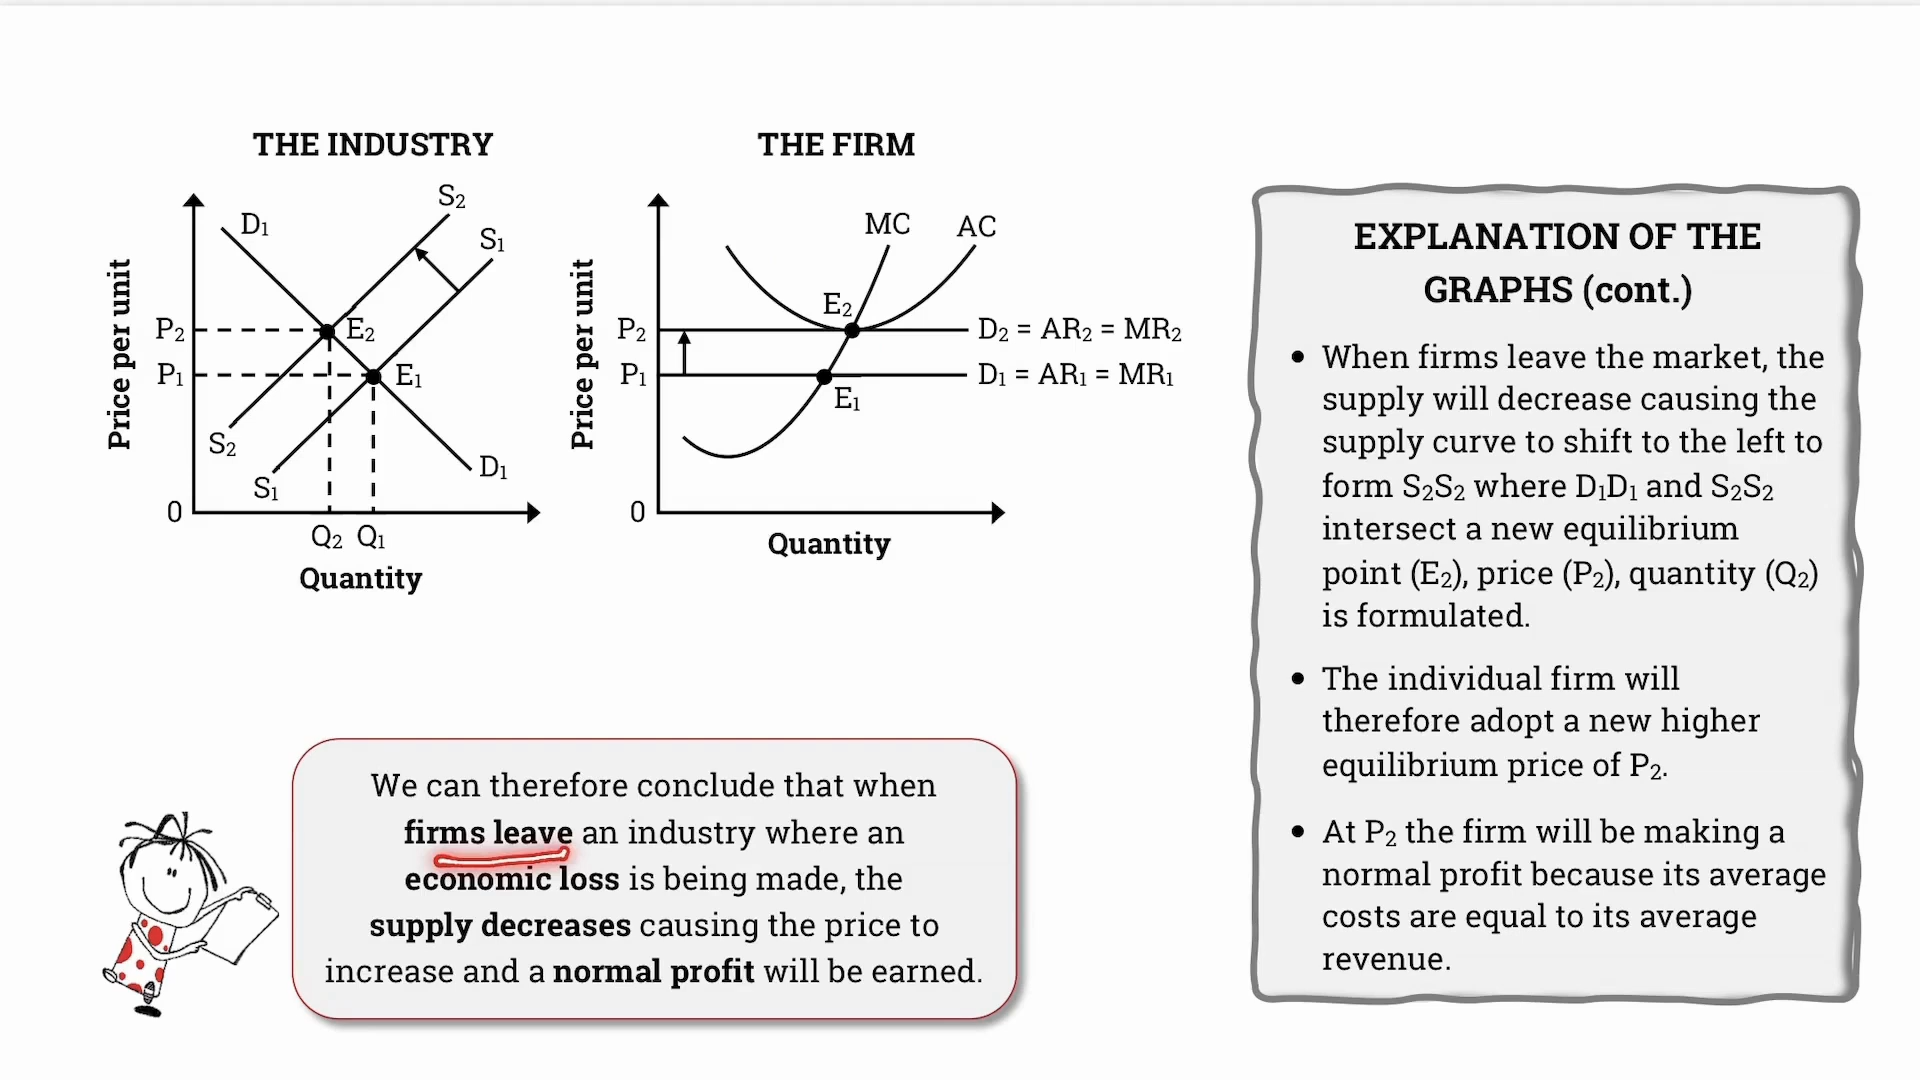 THE INDUSTRY
S₂
D₁
S₁
Price per unit
P₂
E₂
P₁
E₁
S₂
D₁
S₁
0
Q₂ Q₁
Quantity
THE FIRM
MC
AC
Price per unit
E₂
P₂
D₂ = AR₂ = MR₂
P₁
D₁ = AR₁ = MR₁
E₁
0
Quantity
We can therefore conclude that when
firms leave an industry where an
economic loss is being made, the
supply decreases causing the price to
increase and a normal profit will be earned.
EXPLANATION OF THE
GRAPHS (cont.)
• When firms leave the market, the
supply will decrease causing the
supply curve to shift to the left to
form S₂S₂ where D₁D₁ and S₂S₂
intersect a new equilibrium
point (E₂), price (P₂), quantity (Q₂)
is formulated.
• The individual firm will
therefore adopt a new higher
equilibrium price of P₂.
• At P₂ the firm will be making a
normal profit because its average
costs are equal to its average
revenue.